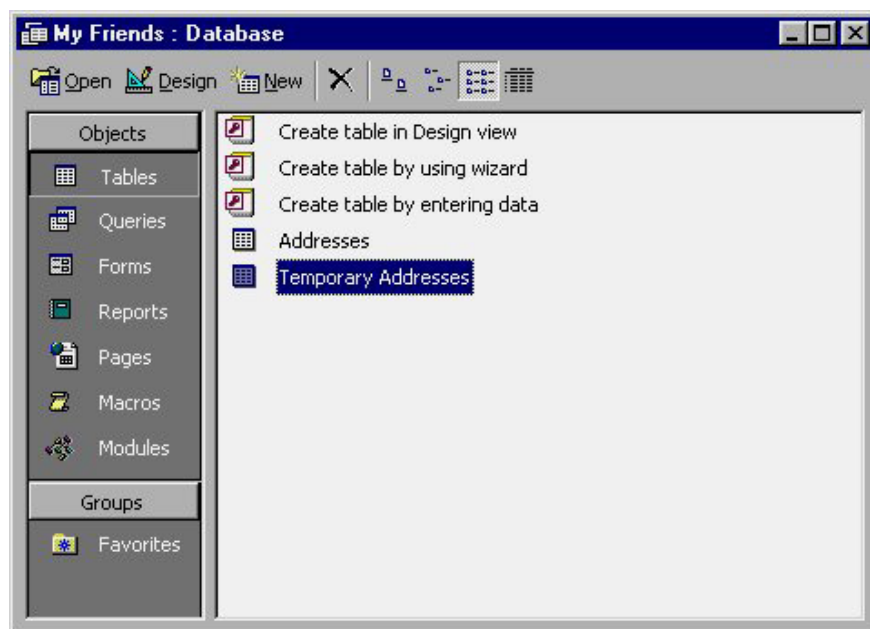 My Friends : Database
Open Design New
Objects
Tables
Queries
Forms
Reports
Pages
Macros
Modules
Groups
Favorites
Create table in Design view
Create table by using wizard
Create table by entering data
Addresses
Temporary Addresses